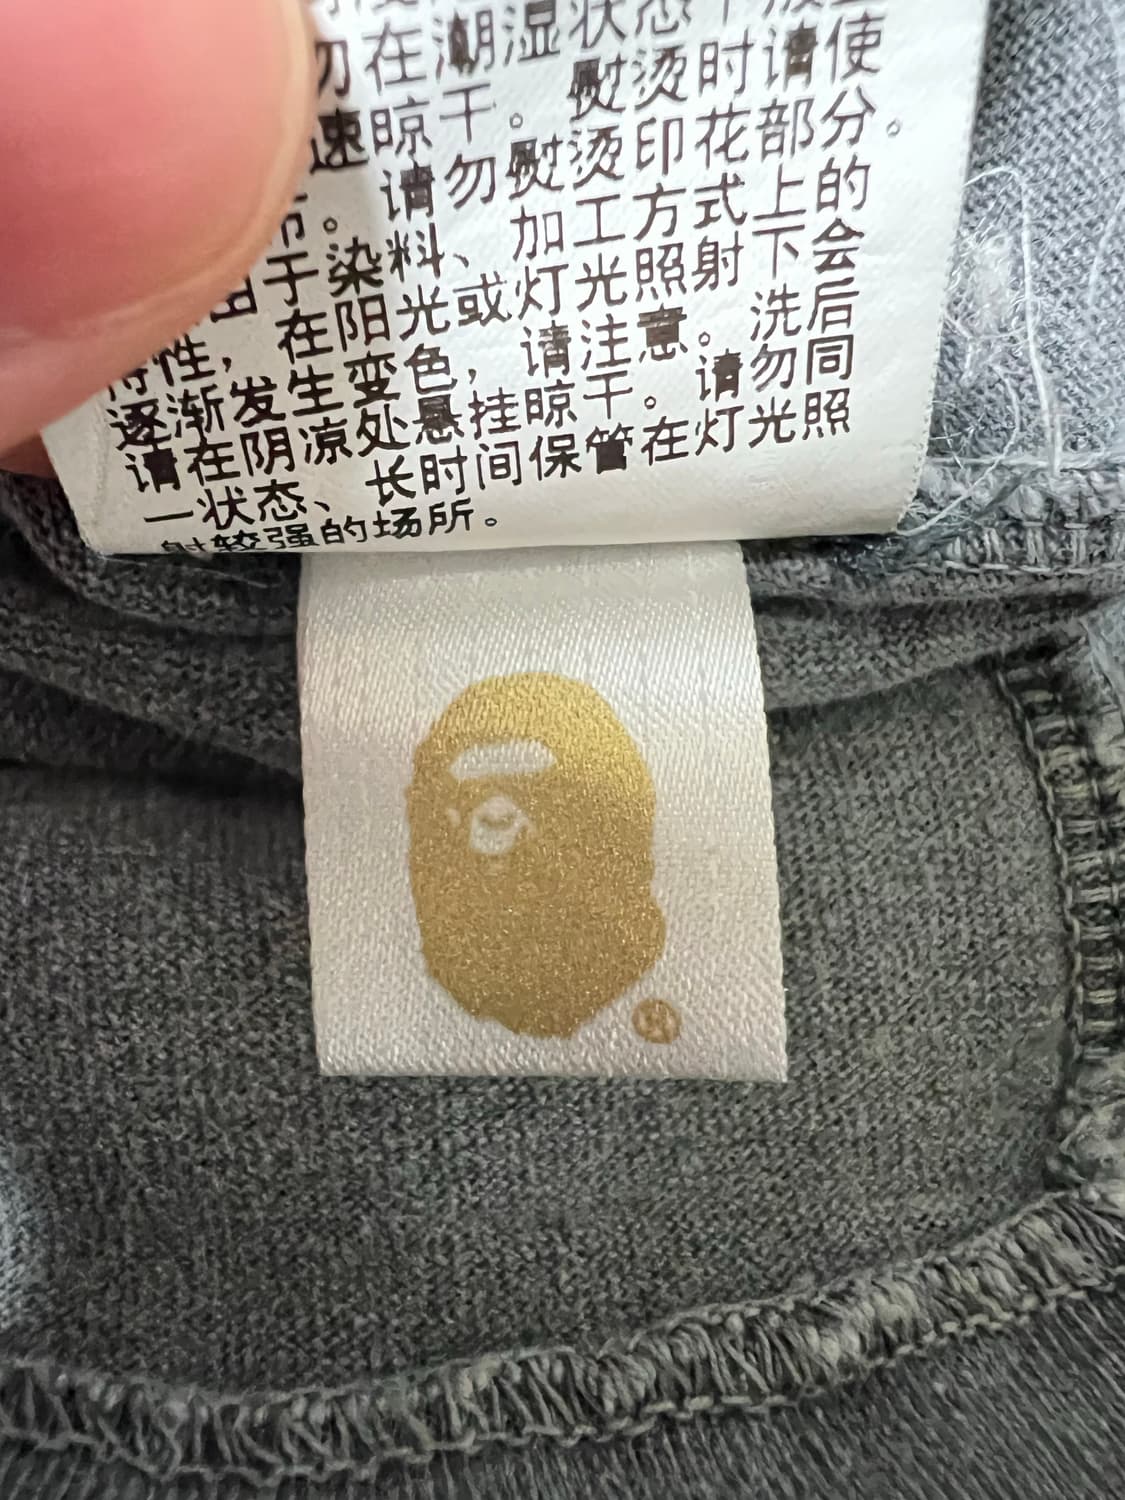 勿在潮湿状态下
使
速晾干。熨烫时请
请勿熨烫印花部分。
布。
由于染料、加工方式上的
特性，在阳光或灯光照射下会
逐渐发生变色，请注意。洗后
请在阴凉处悬挂晾干。请勿同
一状态、长时间保管在灯光照
射较强的场所。
®